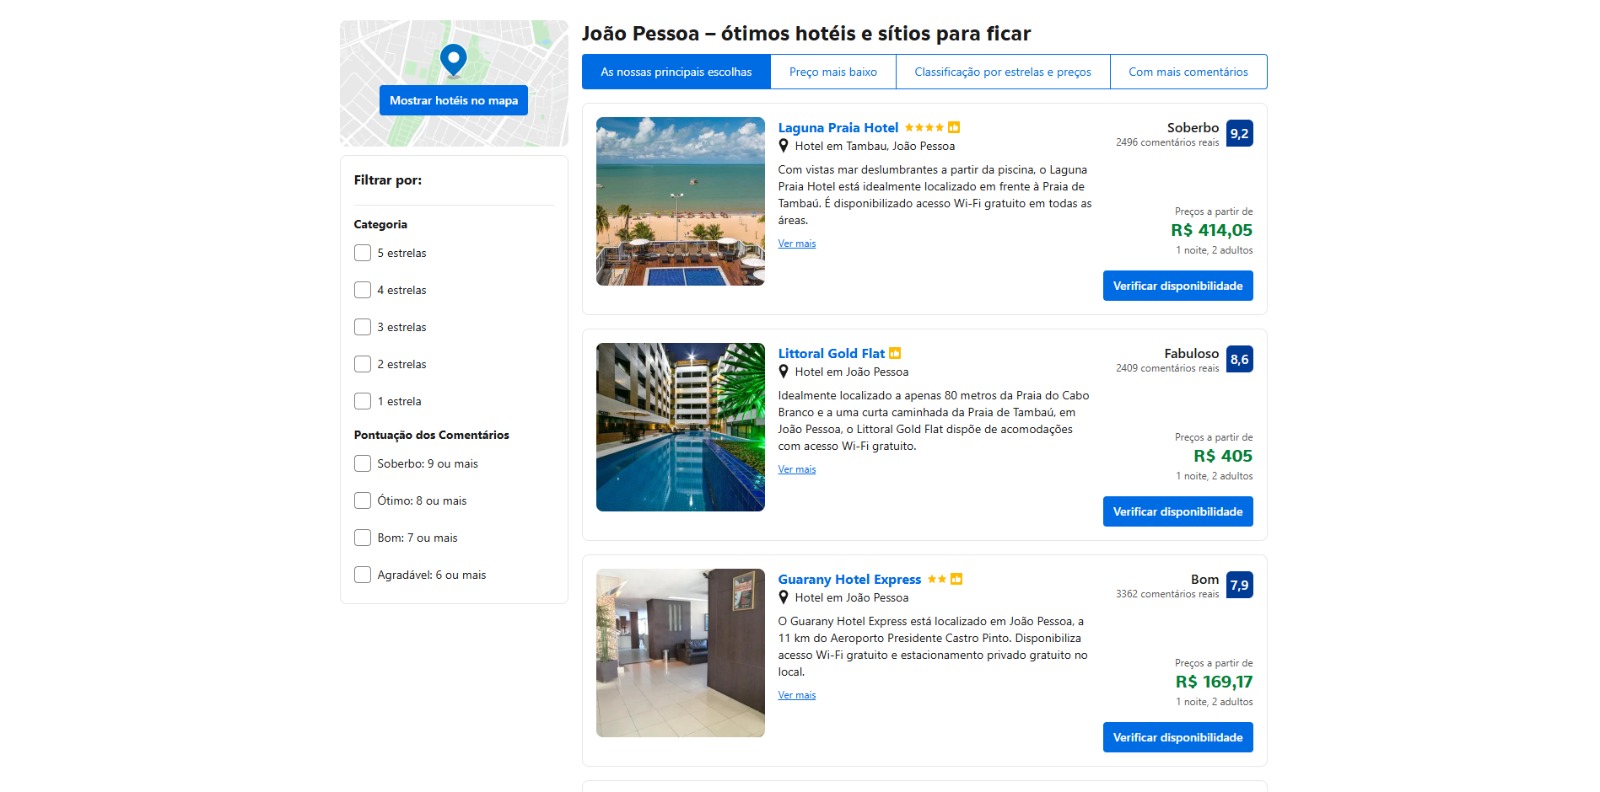 Mostrar hotéis no mapa
Filtrar por:
Categoria
5 estrelas
4 estrelas
3 estrelas
2 estrelas
1 estrela
Pontuação dos Comentários
Soberbo: 9 ou mais
Ótimo: 8 ou mais
Bom: 7 ou mais
Agradável: 6 ou mais
João Pessoa – ótimos hotéis e sítios para ficar
As nossas principais escolhas
Preço mais baixo
Classificação por estrelas e preços
Com mais comentários
Laguna Praia Hotel
Hotel em Tambau, João Pessoa
Com vistas mar deslumbrantes a partir da piscina, o Laguna
Praia Hotel está idealmente localizado em frente à Praia de
Tambaú. É disponibilizado acesso Wi-Fi gratuito em todas as
áreas.
Ver mais
Soberbo
2496 comentários reais
9,2
Preços a partir de
R$ 414,05
1 noite, 2 adultos
Verificar disponibilidade
Littoral Gold Flat
Hotel em João Pessoa
Idealmente localizado a apenas 80 metros da Praia do Cabo
Branco e a uma curta caminhada da Praia de Tambaú, em
João Pessoa, o Littoral Gold Flat dispõe de acomodações
com acesso Wi-Fi gratuito.
Ver mais
Fabuloso
2409 comentários reais
8,6
Preços a partir de
R$ 405
1 noite, 2 adultos
Verificar disponibilidade
Guarany Hotel Express
Hotel em João Pessoa
O Guarany Hotel Express está localizado em João Pessoa, a
11 km do Aeroporto Presidente Castro Pinto. Disponibiliza
acesso Wi-Fi gratuito e estacionamento privado gratuito no
local.
Ver mais
Bom
3362 comentários reais
7,9
Preços a partir de
R$ 169,17
1 noite, 2 adultos
Verificar disponibilidade